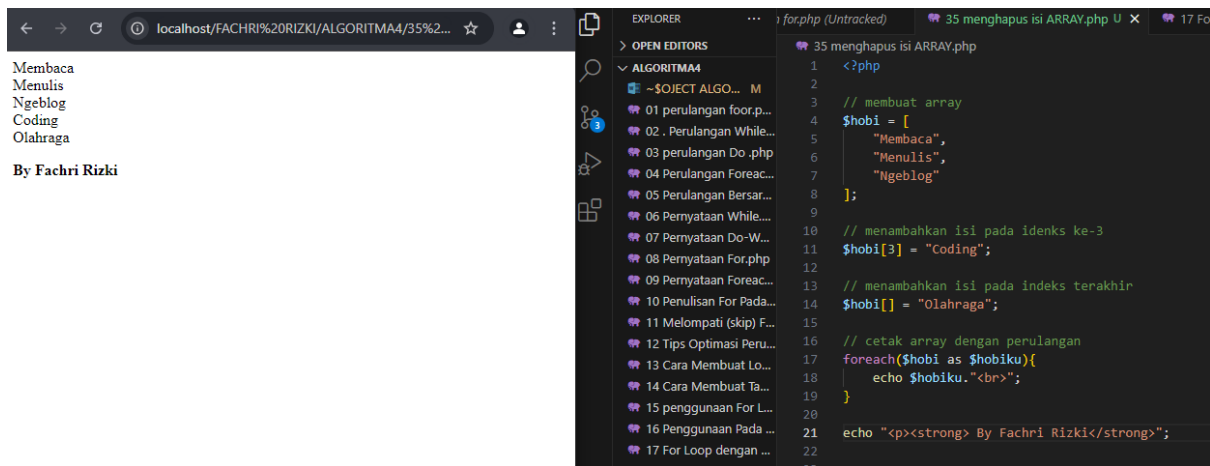 localhost/FACHRI%20RIZKI/ALGORITMA4/35%2...
Membaca
Menulis
Ngeblog
Coding
Olahraga
By Fachri Rizki
3
EXPLORER ...
OPEN EDITORS
ALGORITMA4
~$OJECT ALGO... M
01 perulangan foor.p...
02 . Perulangan While...
03 perulangan Do .php
04 Perulangan Foreac...
05 Perulangan Bersar...
06 Pernyataan While....
07 Pernyataan Do-W...
08 Pernyataan For.php
09 Pernyataan Foreac...
10 Penulisan For Pada...
11 Melompati (skip) F...
12 Tips Optimasi Peru...
13 Cara Membuat Lo...
14 Cara Membuat Ta...
15 penggunaan For L...
16 Penggunaan Pada ...
17 For Loop dengan ...
for.php (Untracked) 35 menghapus isi ARRAY.php U 17 Fo
35 menghapus isi ARRAY.php
1 <?php
2
3 // membuat array
4 $hobi = [
5 "Membaca",
6 "Menulis",
7 "Ngeblog"
8 ];
9
10 // menambahkan isi pada idenks ke-3
11 $hobi[3] = "Coding";
12
13 // menambahkan isi pada indeks terakhir
14 $hobi[] = "Olahraga";
15
16 // cetak array dengan perulangan
17 foreach($hobi as $hobiku){
18 echo $hobiku."<br>";
19 }
20
21 echo "<p><strong> By Fachri Rizki</strong>";
22